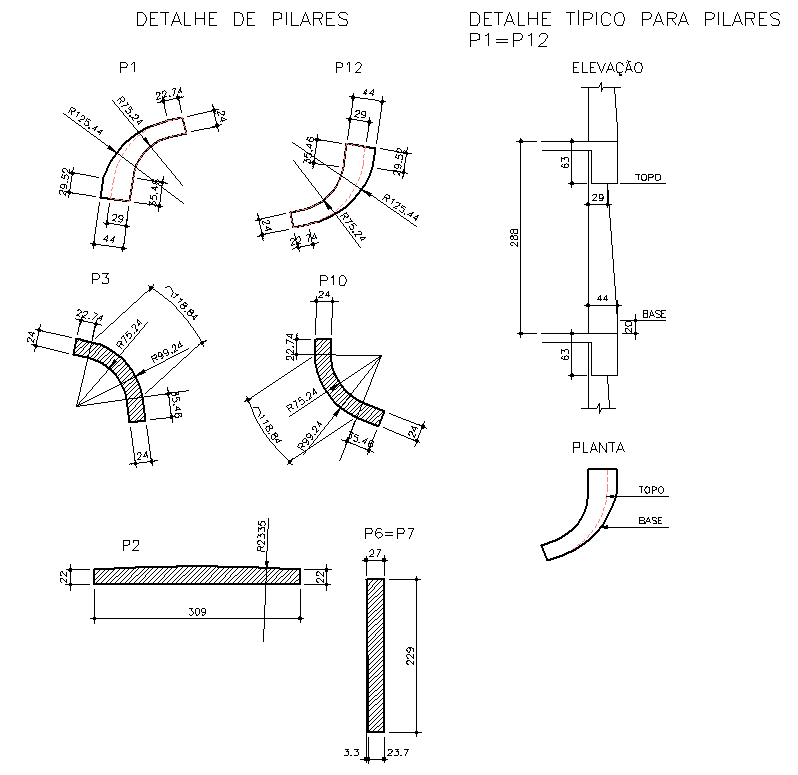 DETALHE DE PILARES
DETALHE TÍPICO PARA PILARES
P1=P12
P1
P12
ELEVAÇÃO
22.74
24
R75.24
R125.44
29.52
35.46
29
44
44
29
35.46
29.52
R125.44
R75.24
24
22.74
63
TOPO
29
288
44
BASE
20
63
P3
P10
118.84
22.74
24
R75.24
R99.24
35.46
24
24
22.74
R75.24
R99.24
118.84
35.46
24
PLANTA
TOPO
BASE
P2
R2335
22
22
309
P6=P7
27
229
3.3
23.7